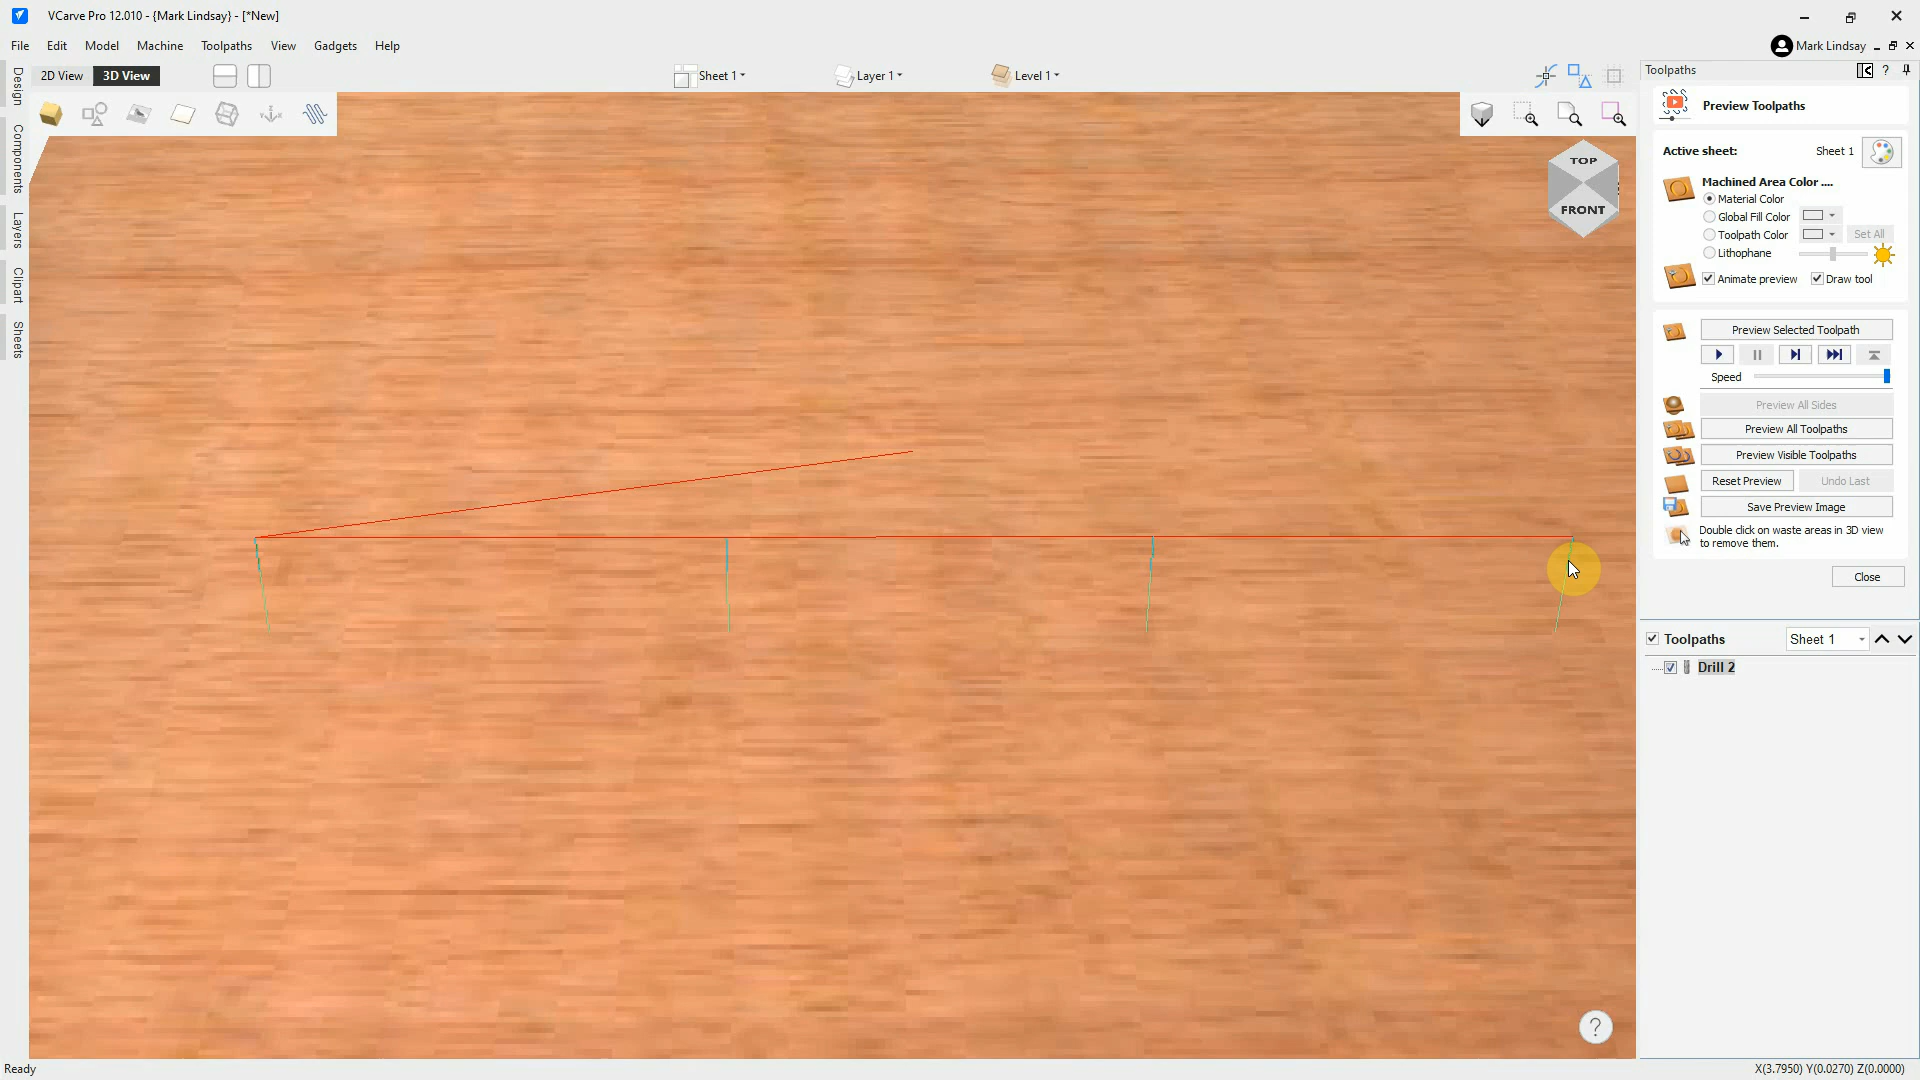 VCarve Pro 12.010 - {Mark Lindsay} - [*New]
File Edit Model Machine Toolpaths View Gadgets Help
Mark Lindsay
2D View 3D View Sheet 1 Layer 1 Level 1
Design
Components
Layers
Clipart
Sheets
TOP
FRONT
Toolpaths ?
Preview Toolpaths
Active sheet: Sheet 1
Machined Area Color ....
Material Color
Global Fill Color
Toolpath Color Set All
Lithophane
Animate preview Draw tool
Preview Selected Toolpath
Speed
Preview All Sides
Preview All Toolpaths
Preview Visible Toolpaths
Reset Preview Undo Last
Save Preview Image
Double click on waste areas in 3D view
to remove them.
Close
Toolpaths Sheet 1
Drill 2
?
Ready X(3.7950) Y(0.0270) Z(0.0000)